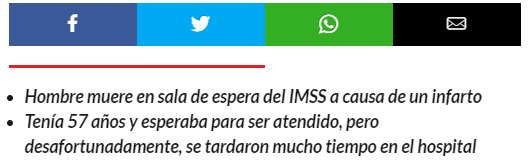 Hombre muere en sala de espera del IMSS a causa de un infarto
Tenía 57 años y esperaba para ser atendido, pero
desafortunadamente, se tardaron mucho tiempo en el hospital